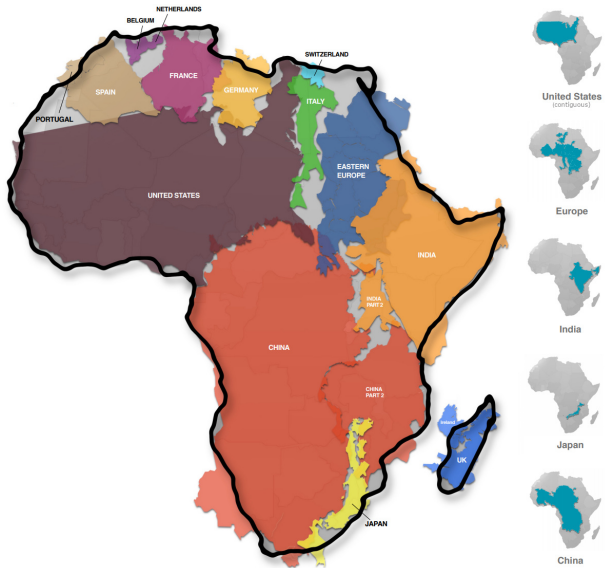 NETHERLANDS
BELGIUM
SWITZERLAND
FRANCE
GERMANY
SPAIN
ITALY
PORTUGAL
EASTERN
EUROPE
UNITED STATES
INDIA
INDIA
PART 2
CHINA
CHINA
PART 2
Ireland
UK
JAPAN
United States
(contiguous)
Europe
India
Japan
China